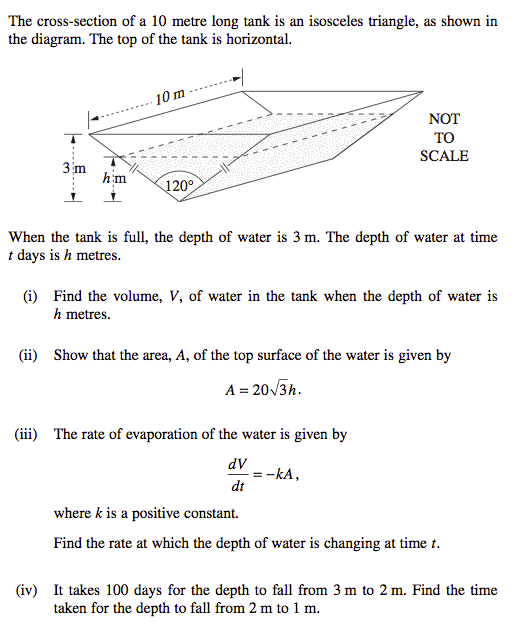 The cross-section of a 10 metre long tank is an isosceles triangle, as shown in
the diagram. The top of the tank is horizontal.
10 m
NOT
TO
SCALE
3 m
h m
120°
When the tank is full, the depth of water is 3 m. The depth of water at time
t days is h metres.
(i) Find the volume, V, of water in the tank when the depth of water is
h metres.
(ii) Show that the area, A, of the top surface of the water is given by
A = 20√3h.
(iii) The rate of evaporation of the water is given by
dV/dt = −kA,
where k is a positive constant.
Find the rate at which the depth of water is changing at time t.
(iv) It takes 100 days for the depth to fall from 3 m to 2 m. Find the time
taken for the depth to fall from 2 m to 1 m.